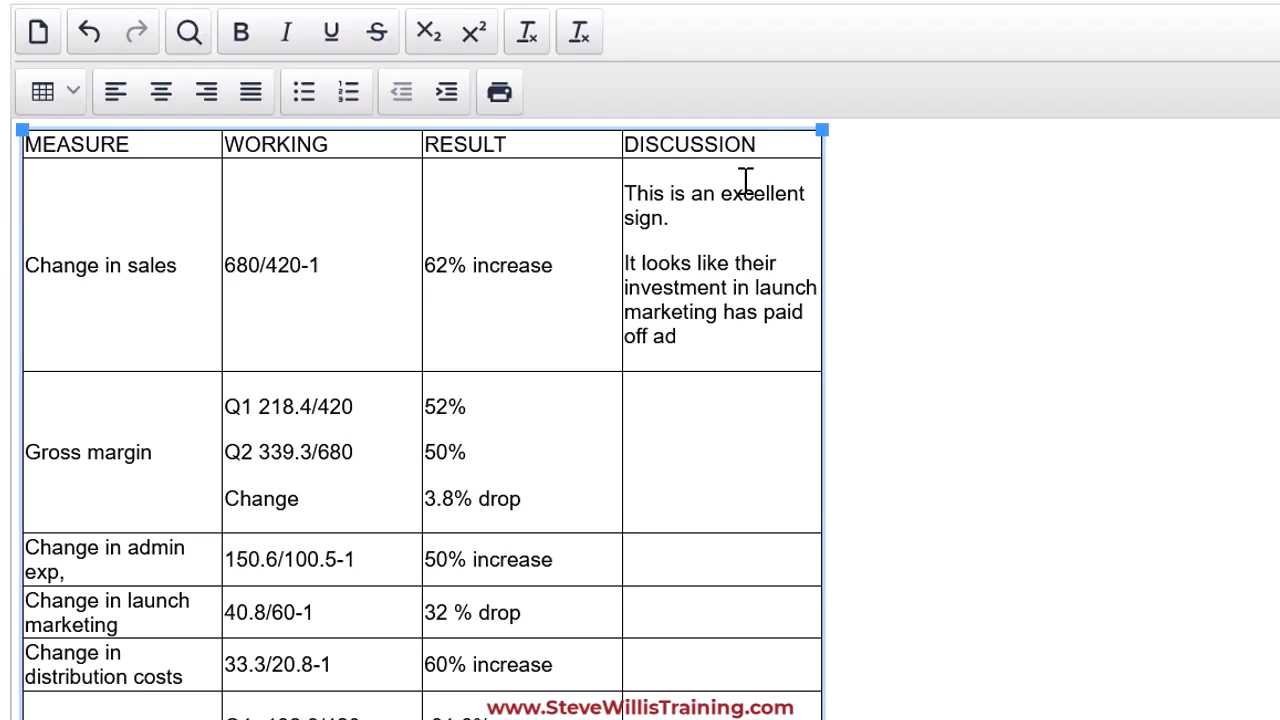 MEASURE WORKING RESULT DISCUSSION
Change in sales 680/420-1 62% increase
This is an excellent
sign.
It looks like their
investment in launch
marketing has paid
off ad
Gross margin
Q1 218.4/420 52%
Q2 339.3/680 50%
Change 3.8% drop
Change in admin
exp,
150.6/100.5-1 50% increase
Change in launch
marketing
40.8/60-1 32 % drop
Change in
distribution costs
33.3/20.8-1 60% increase
www.SteveWillisTraining.com